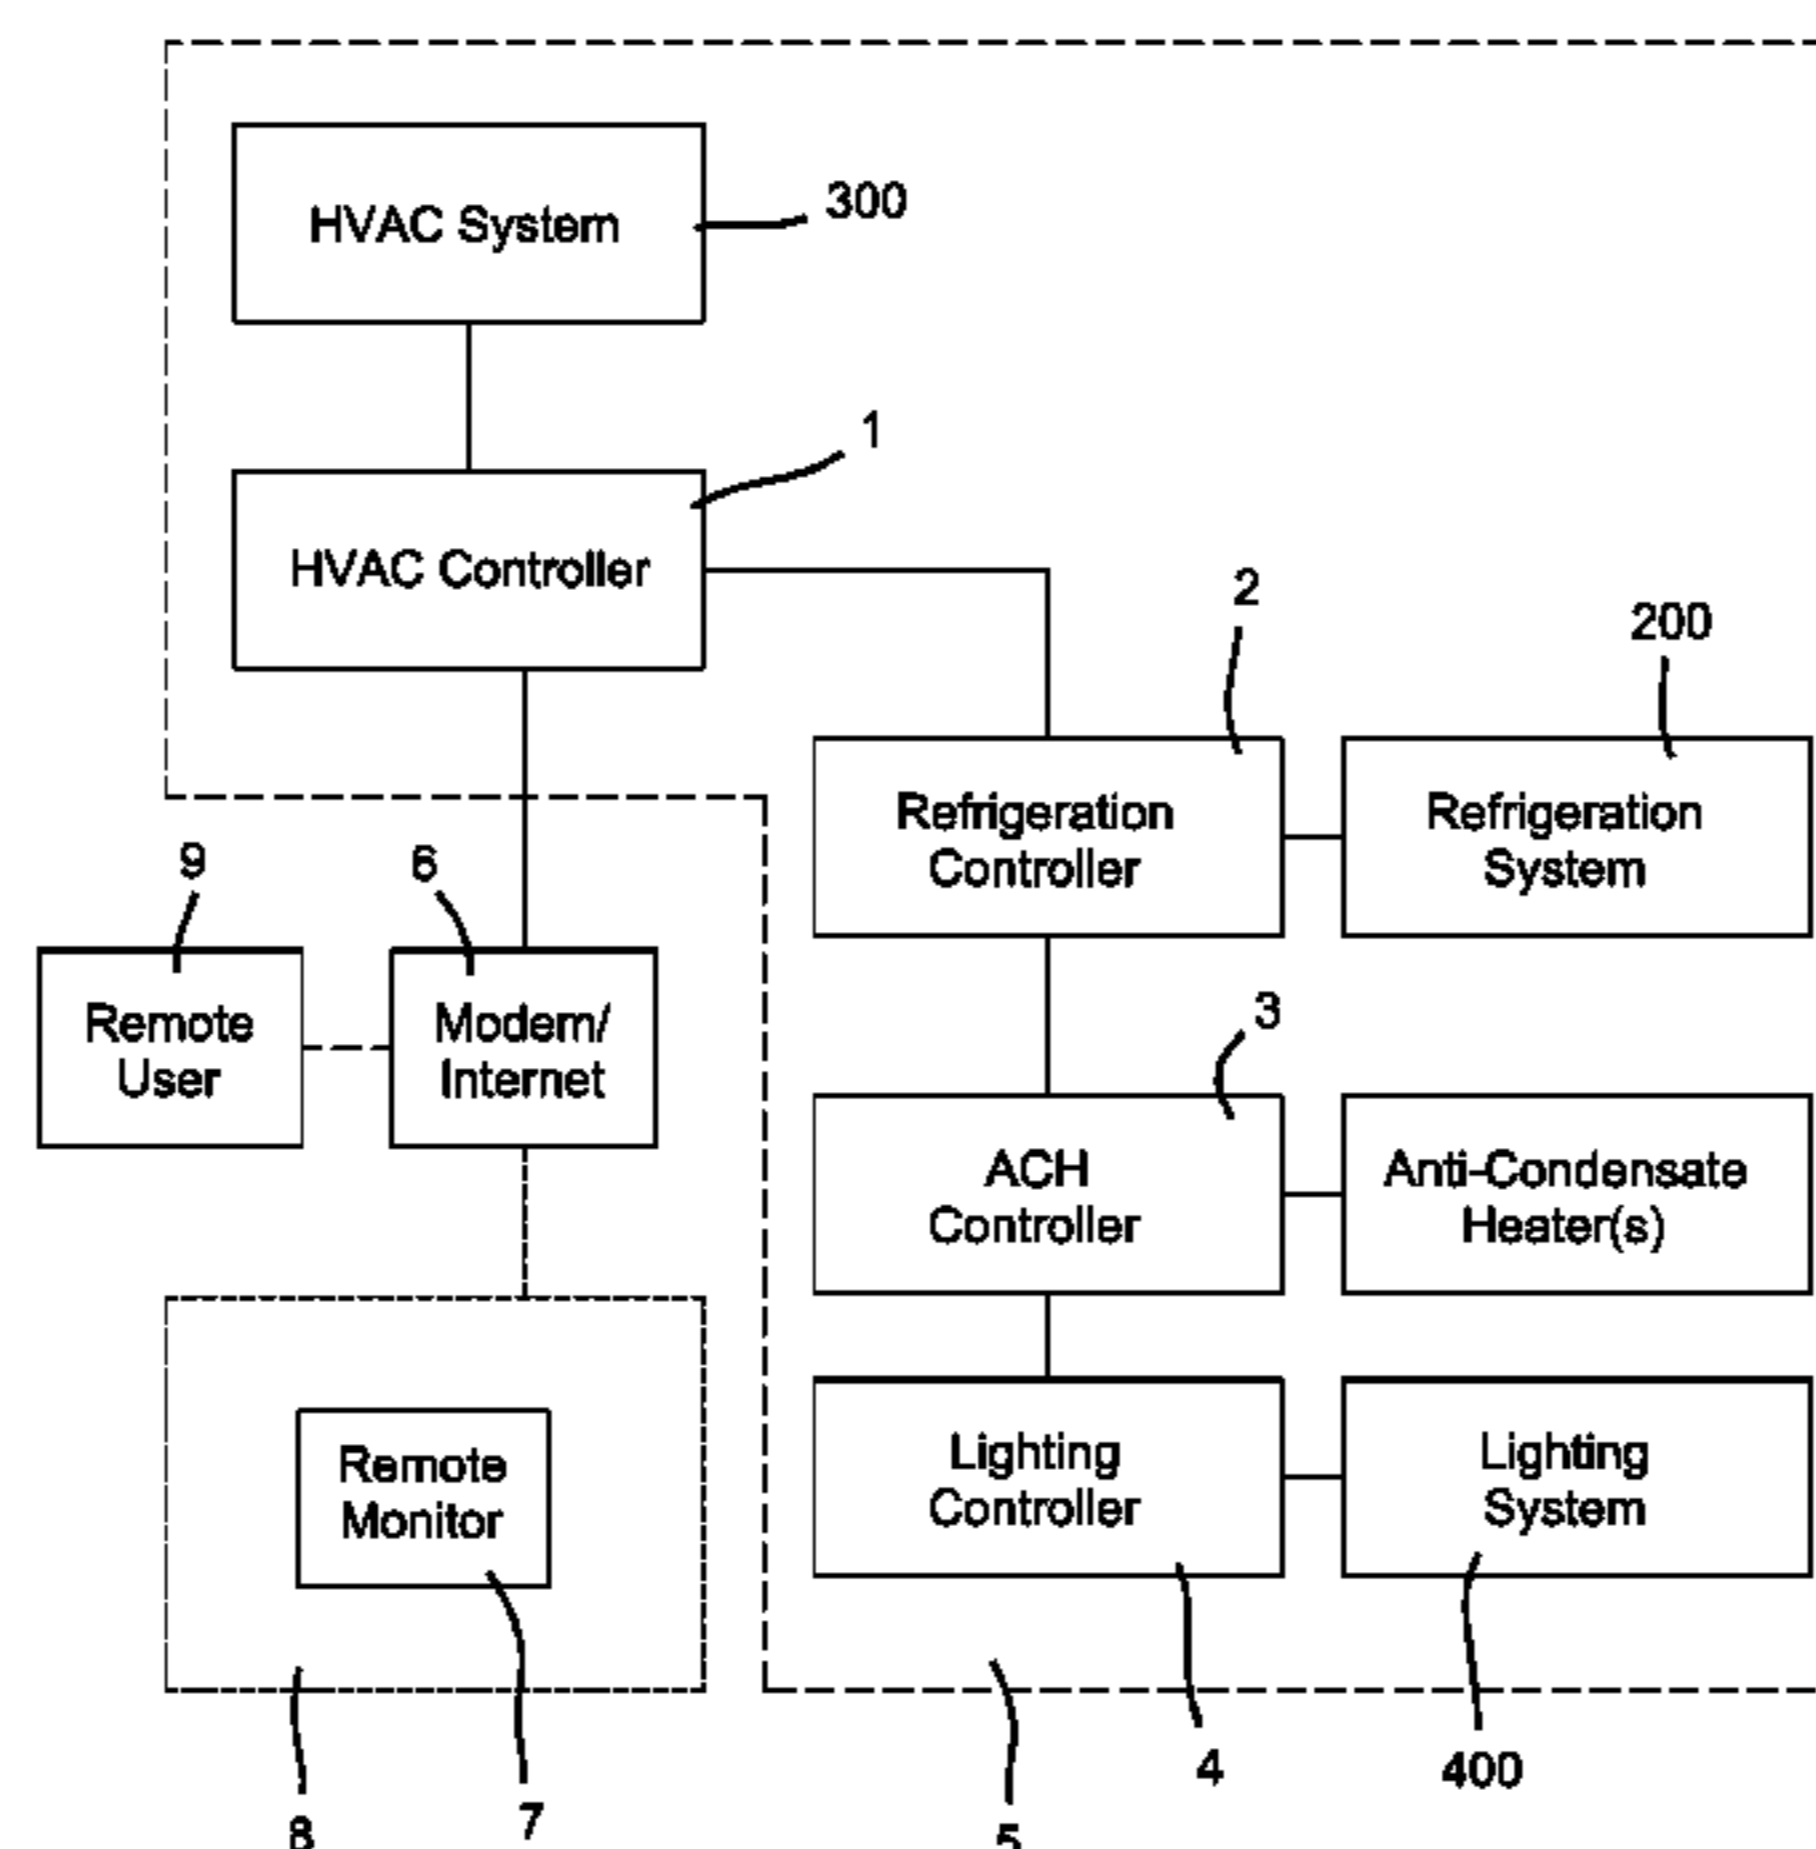 HVAC System
300
1
HVAC Controller
2
200
Refrigeration
Controller
Refrigeration
System
9
6
Remote
User
Modem/
Internet
3
ACH
Controller
Anti-Condensate
Heater(s)
Remote
Monitor
Lighting
Controller
Lighting
System
4
400
7
8
5